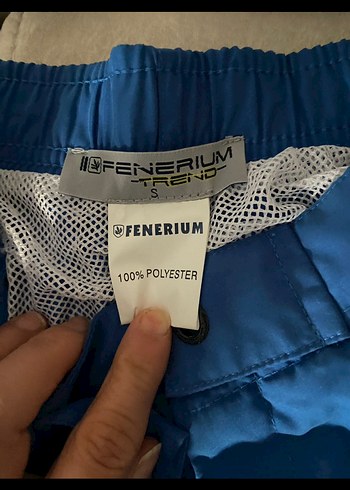 FENERIUM
TREND
S
FENERIUM
100% POLYESTER